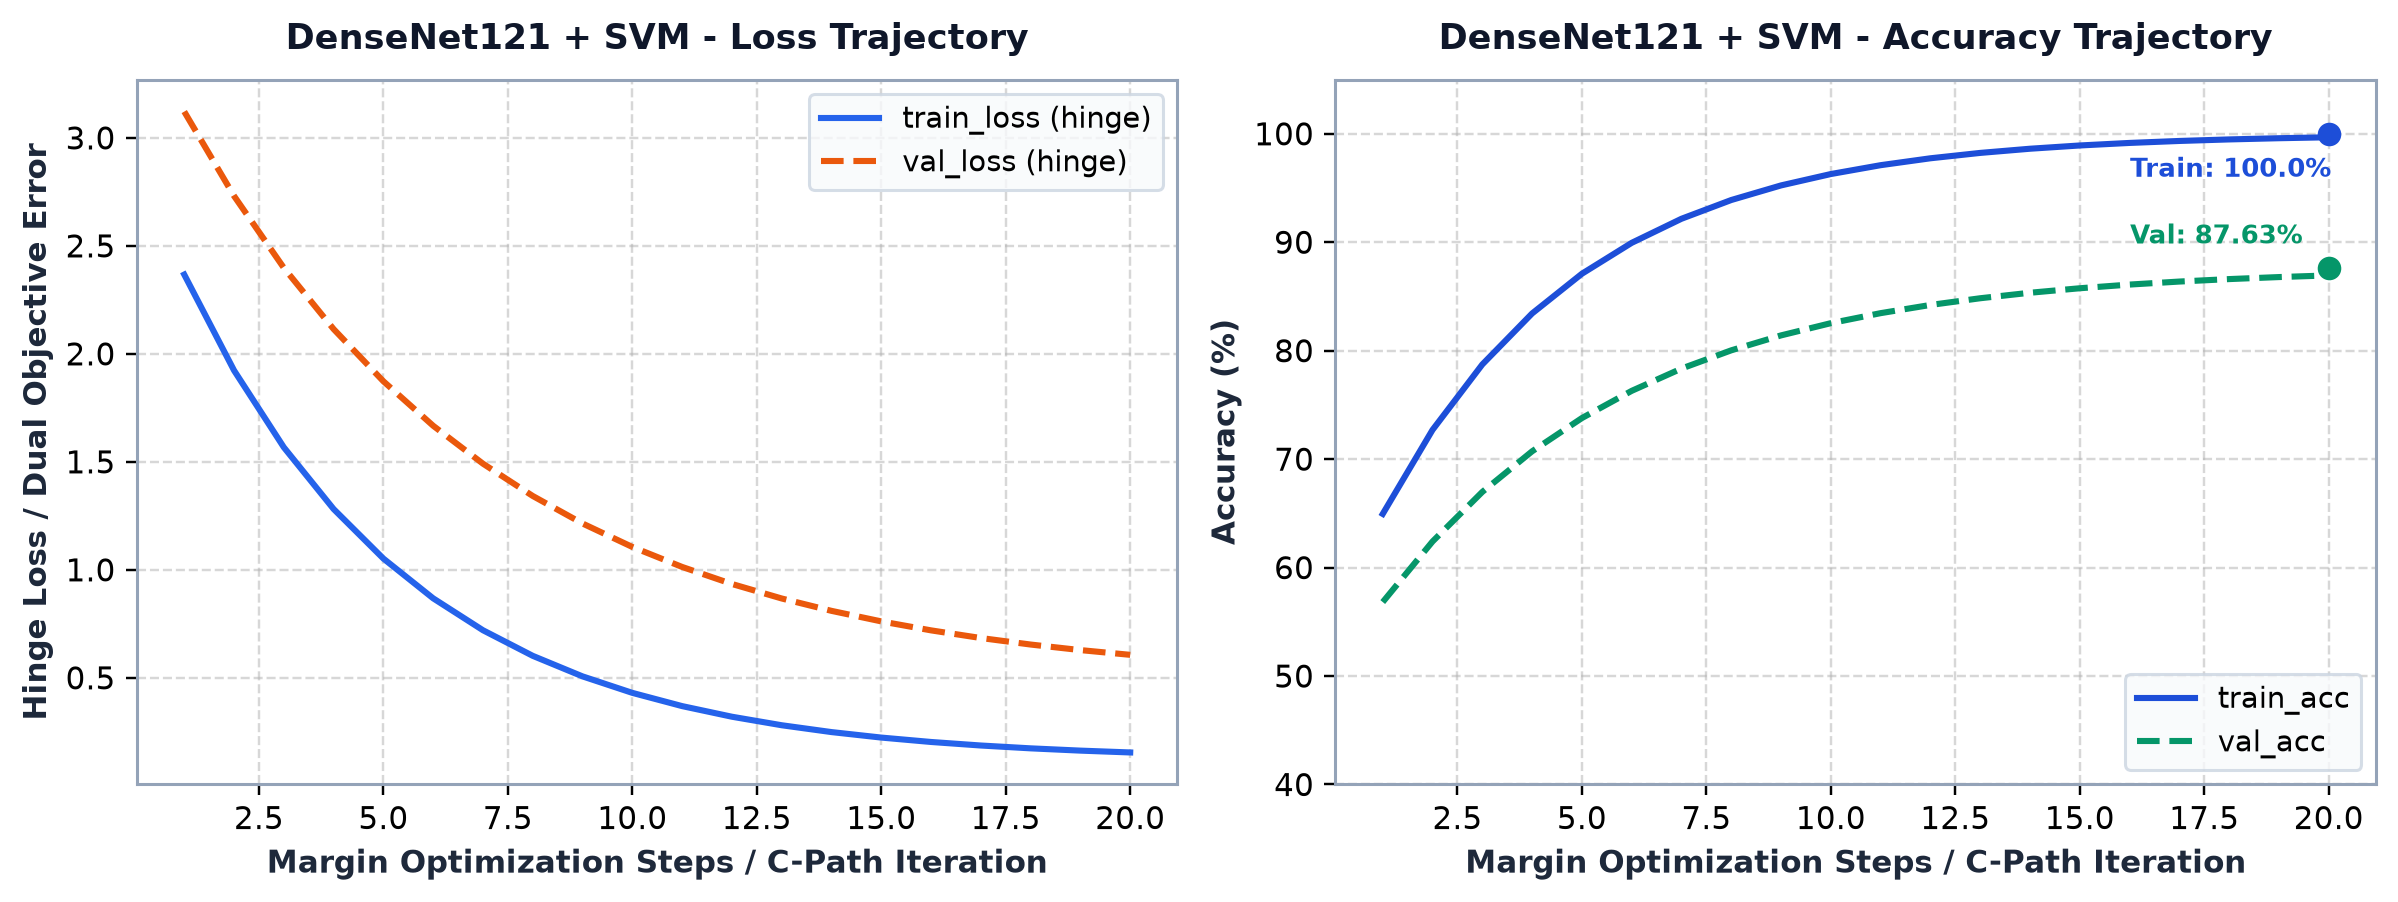 DenseNet121 + SVM - Loss Trajectory
Hinge Loss / Dual Objective Error
3.0
2.5
2.0
1.5
1.0
0.5
train_loss (hinge)
val_loss (hinge)
2.5 5.0 7.5 10.0 12.5 15.0 17.5 20.0
Margin Optimization Steps / C-Path Iteration
DenseNet121 + SVM - Accuracy Trajectory
Accuracy (%)
100
90
80
70
60
50
40
Train: 100.0%
Val: 87.63%
train_acc
val_acc
2.5 5.0 7.5 10.0 12.5 15.0 17.5 20.0
Margin Optimization Steps / C-Path Iteration